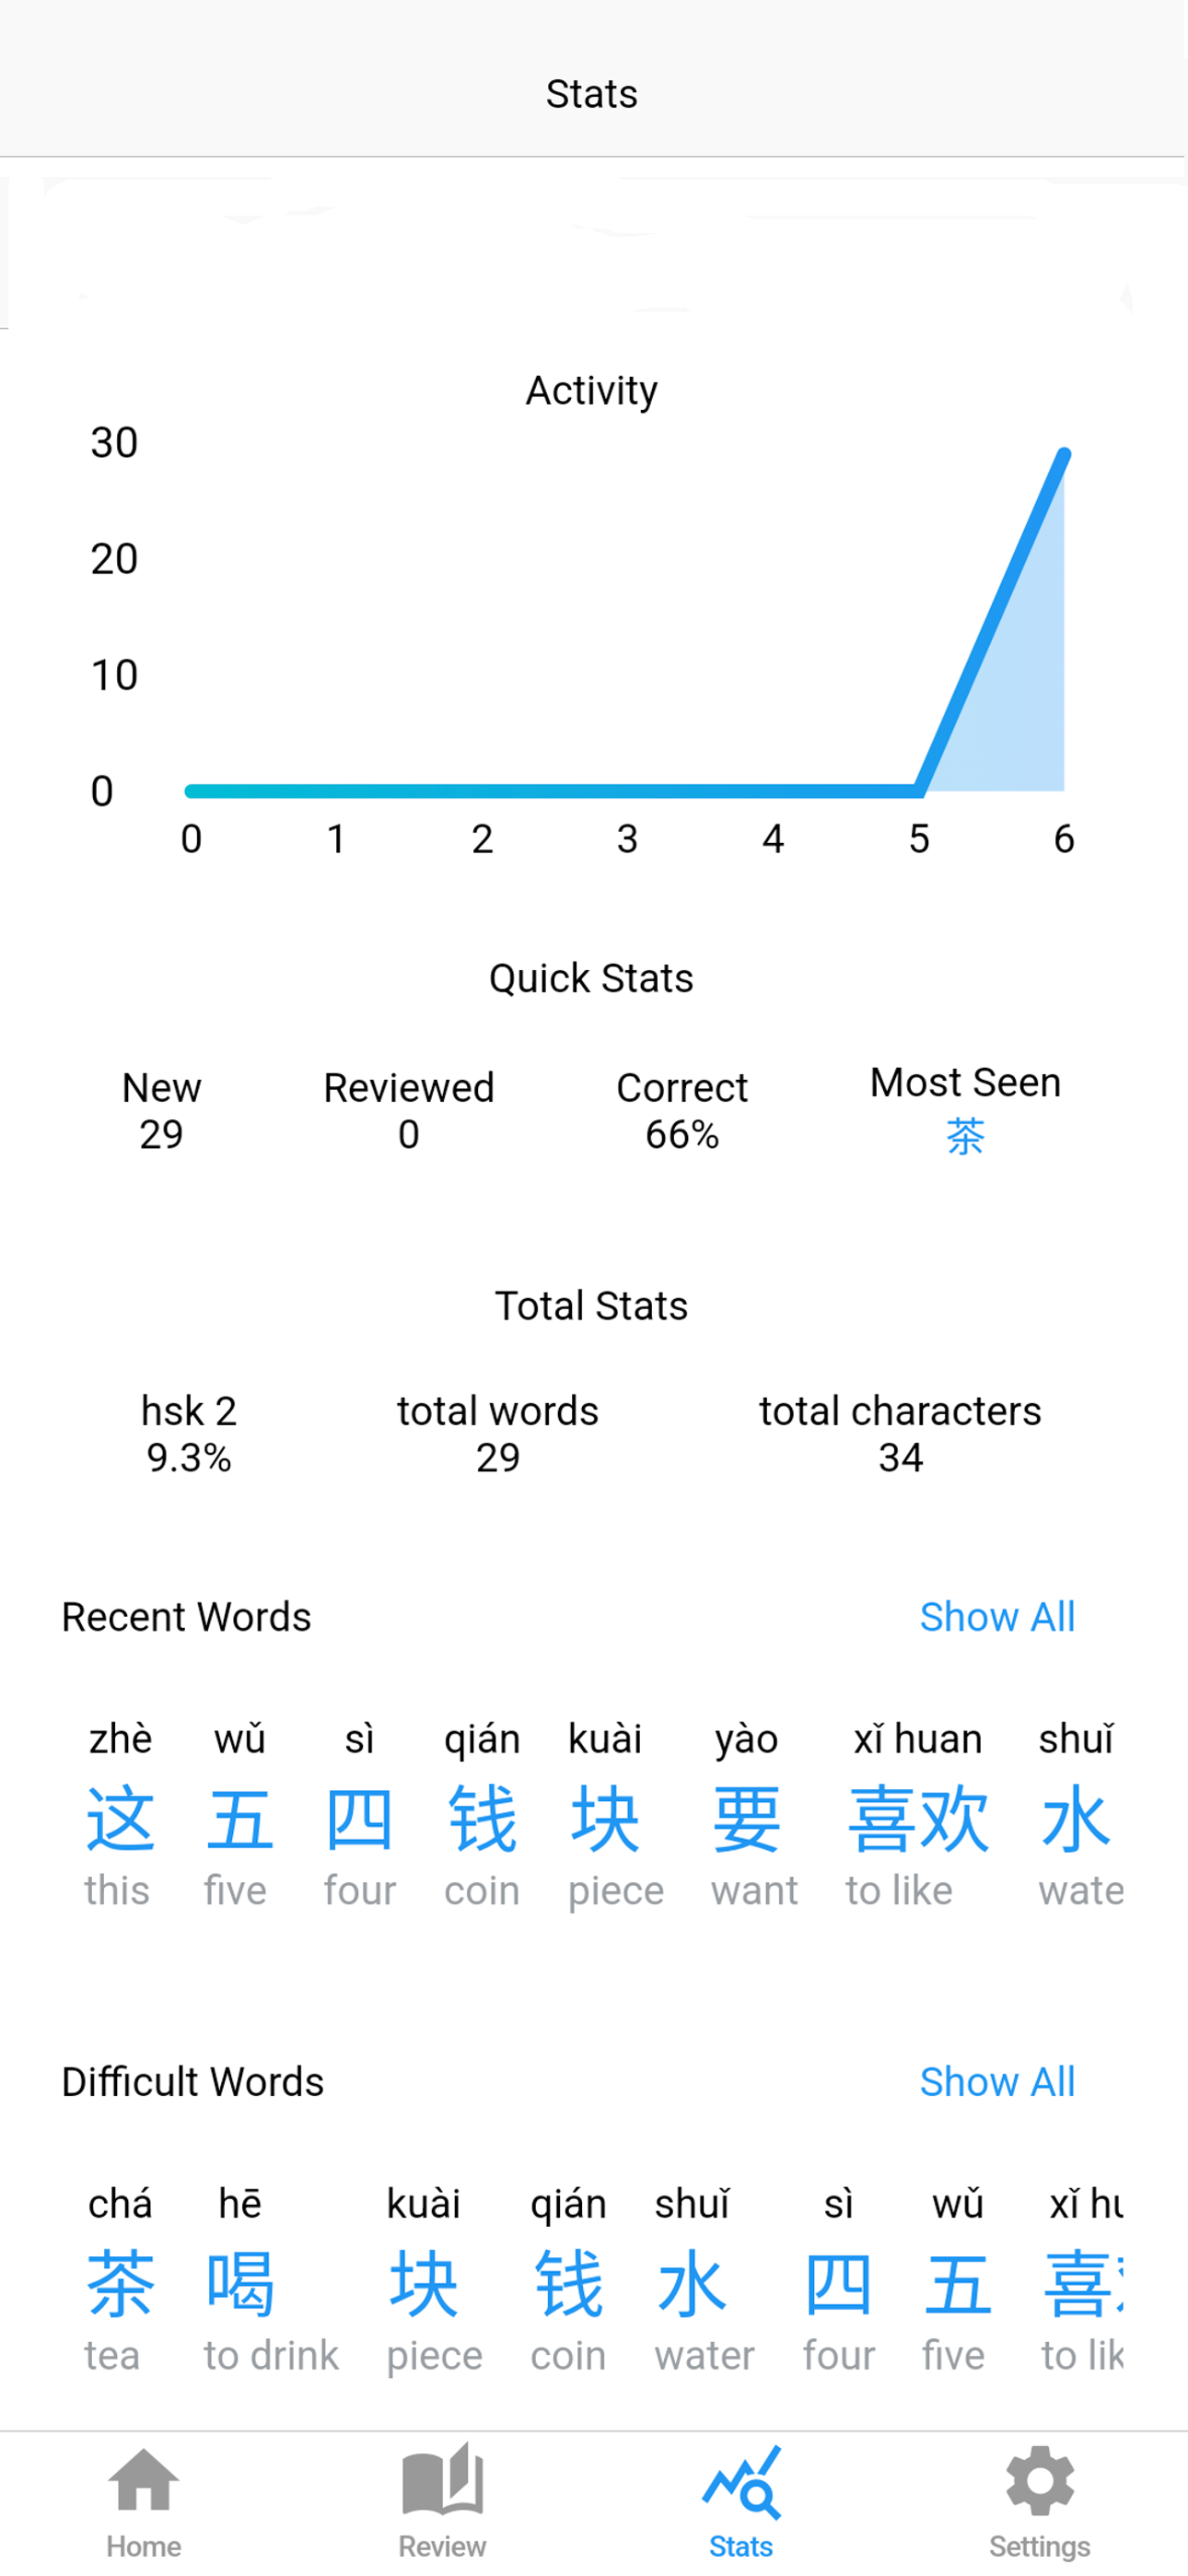 Stats
Activity
30
20
10
0
0 1 2 3 4 5 6
Quick Stats
New Reviewed Correct Most Seen
29 0 66% 茶
Total Stats
hsk 2 total words total characters
9.3% 29 34
Recent Words Show All
zhè wǔ sì qián kuài yào xǐ huan shuǐ
这 五 四 钱 块 要 喜欢 水
this five four coin piece want to like wate
Difficult Words Show All
chá hē kuài qián shuǐ sì wǔ xǐ hu
茶 喝 块 钱 水 四 五 喜
tea to drink piece coin water four five to lik
Home Review Stats Settings